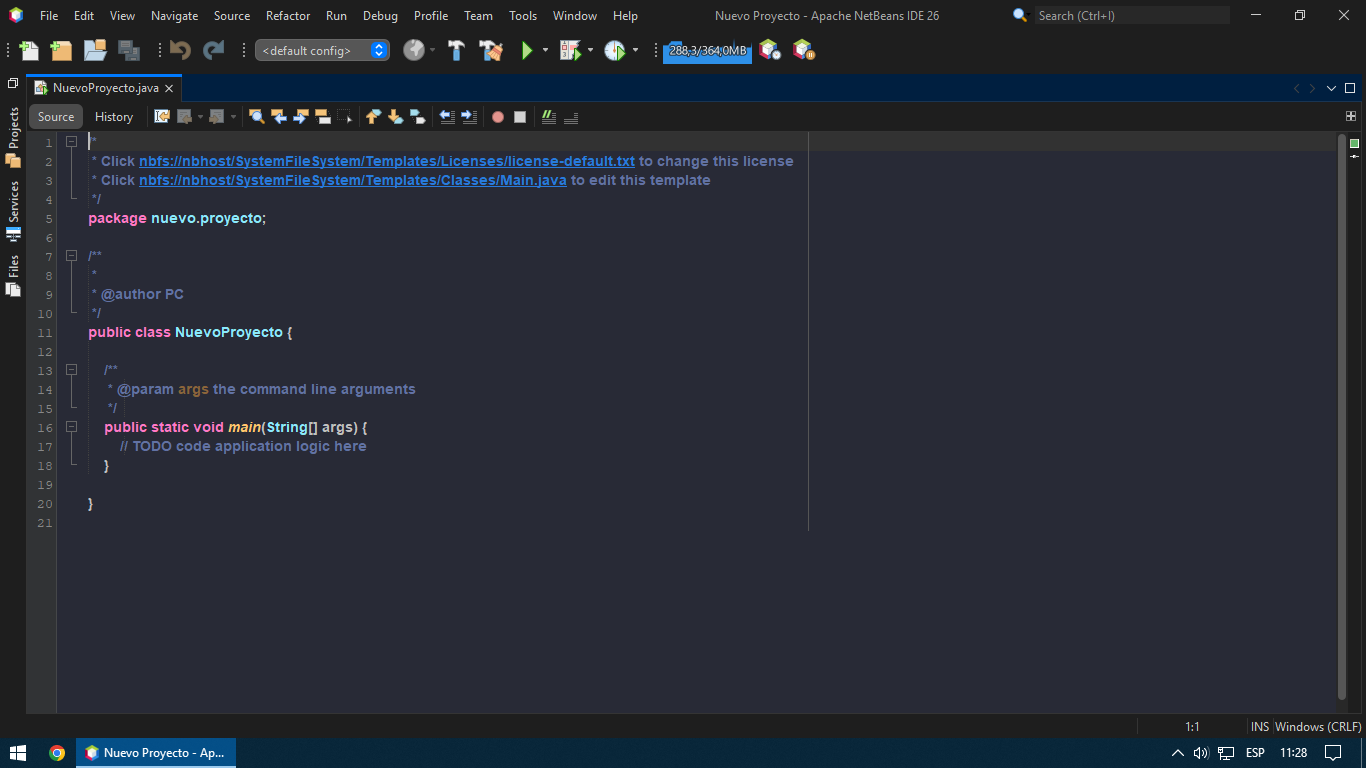 File Edit View Navigate Source Refactor Run Debug Profile Team Tools Window Help Nuevo Proyecto - Apache NetBeans IDE 26 Search (Ctrl+I)
<default config> 288,3/364,0MB
NuevoProyecto.java
Source History
Projects
Services
Files
1 /*
2 * Click nbfs://nbhost/SystemFileSystem/Templates/Licenses/license-default.txt to change this license
3 * Click nbfs://nbhost/SystemFileSystem/Templates/Classes/Main.java to edit this template
4 */
5 package nuevo.proyecto;
6
7 /**
8 *
9 * @author PC
10 */
11 public class NuevoProyecto {
12
13 /**
14 * @param args the command line arguments
15 */
16 public static void main(String[] args) {
17 // TODO code application logic here
18 }
19
20 }
21
1:1 INS Windows (CRLF)
Nuevo Proyecto - Ap... ESP 11:28